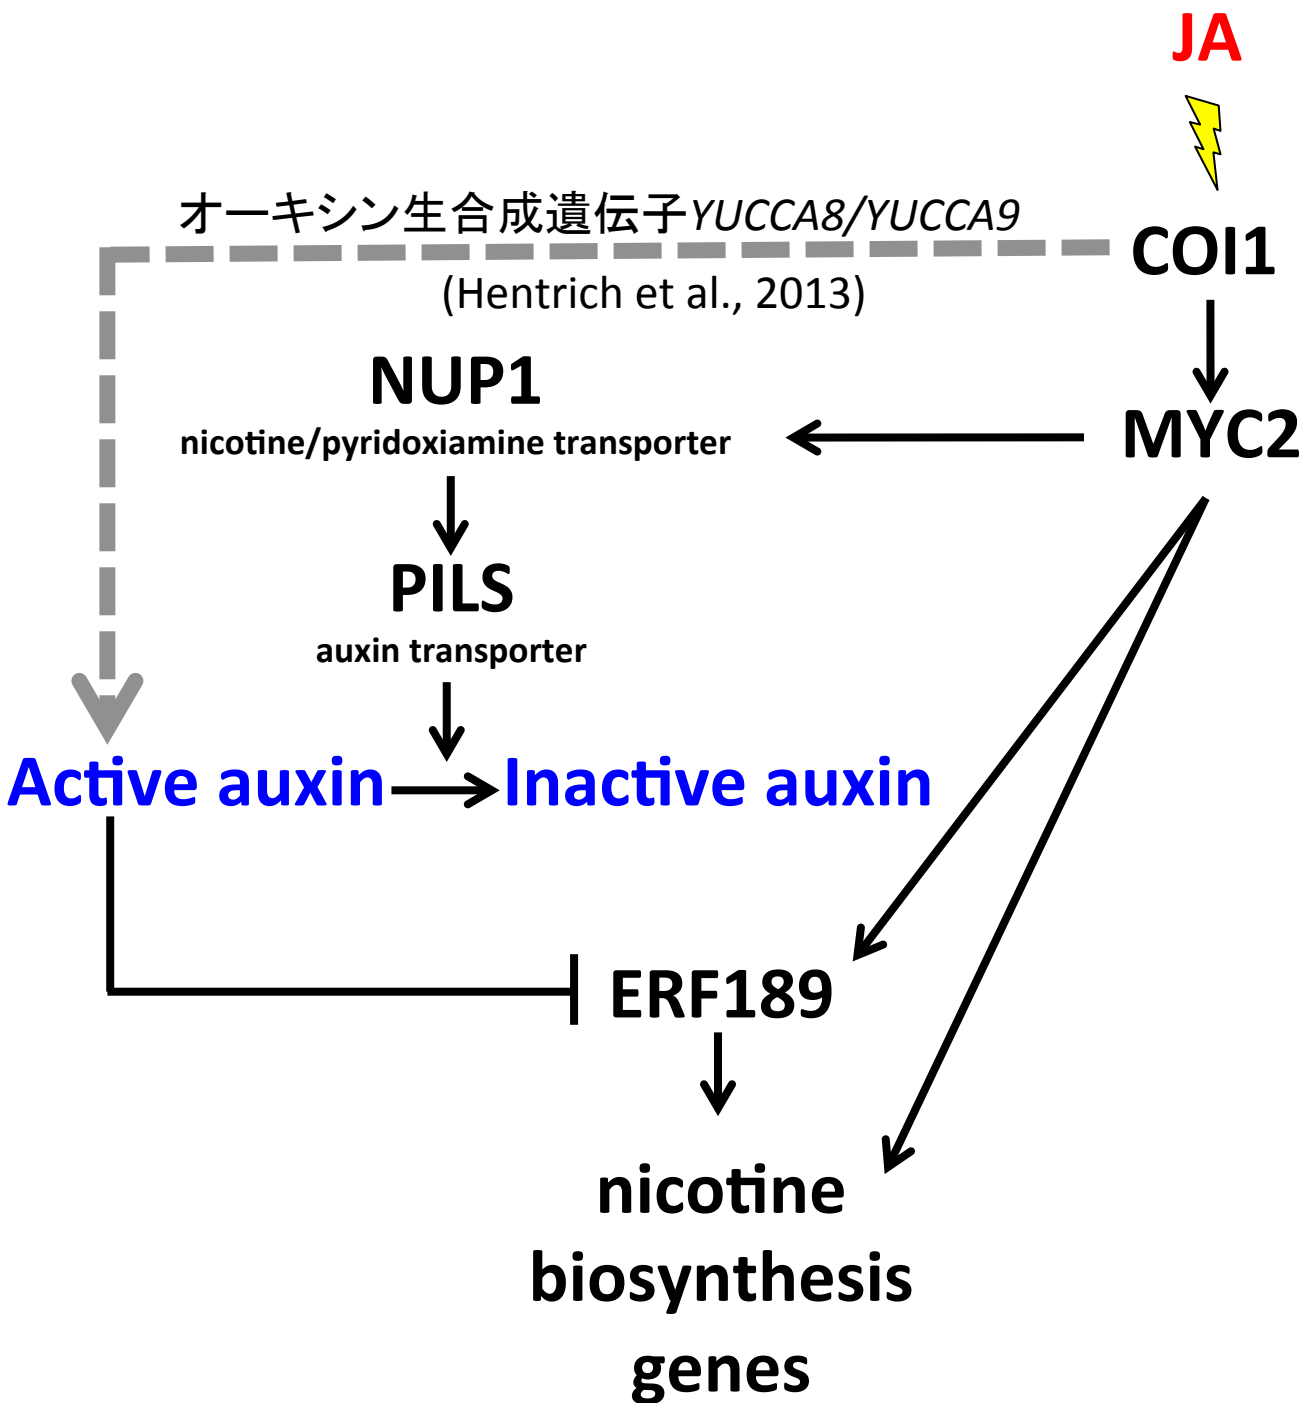 JA
オーキシン生合成遺伝子YUCCA8/YUCCA9
COI1
(Hentrich et al., 2013)
NUP1
nicotine/pyridoxiamine transporter
MYC2
PILS
auxin transporter
Active auxin
Inactive auxin
ERF189
nicotine
biosynthesis
genes